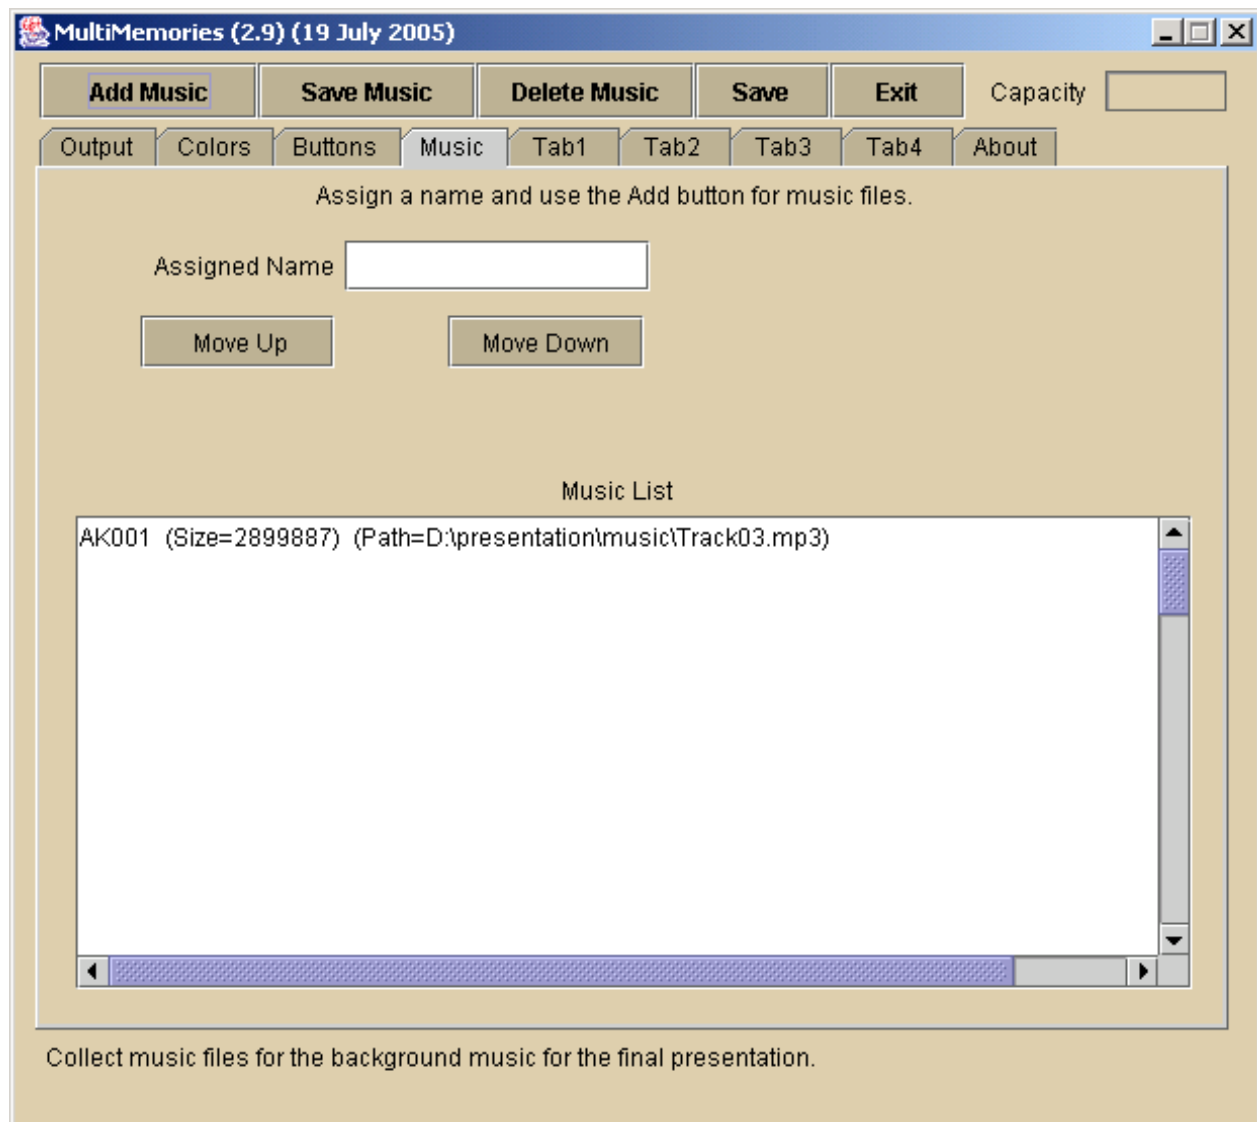 MultiMemories (2.9) (19 July 2005)
Add Music Save Music Delete Music Save Exit Capacity
Output Colors Buttons Music Tab1 Tab2 Tab3 Tab4 About
Assign a name and use the Add button for music files.
Assigned Name
Move Up Move Down
Music List
AK001 (Size=2899887) (Path=D:\presentation\music\Track03.mp3)
Collect music files for the background music for the final presentation.